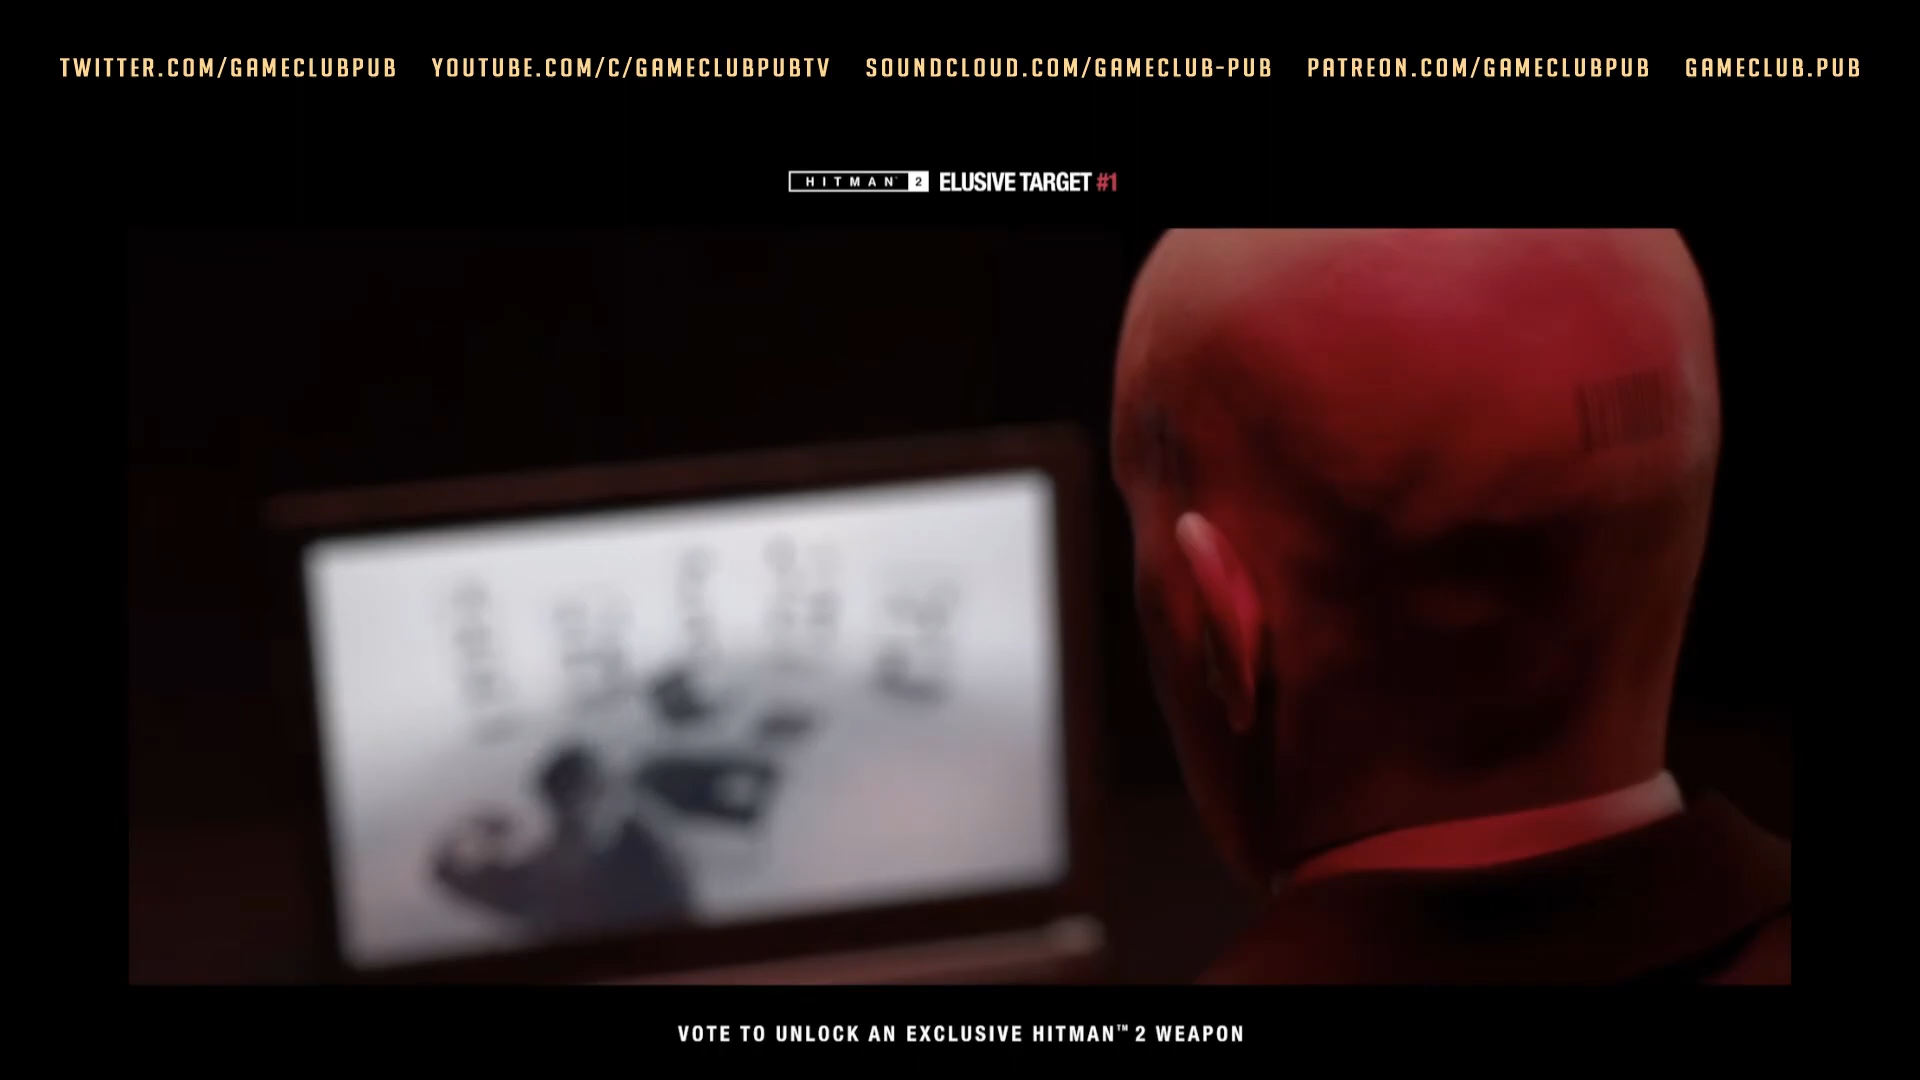 TWITTER.COM/GAMECLUBPUB YOUTUBE.COM/C/GAMECLUBPUBTV SOUNDCLOUD.COM/GAMECLUB-PUB PATREON.COM/GAMECLUBPUB GAMECLUB.PUB
HITMAN™ 2 ELUSIVE TARGET #1
VOTE TO UNLOCK AN EXCLUSIVE HITMAN™ 2 WEAPON